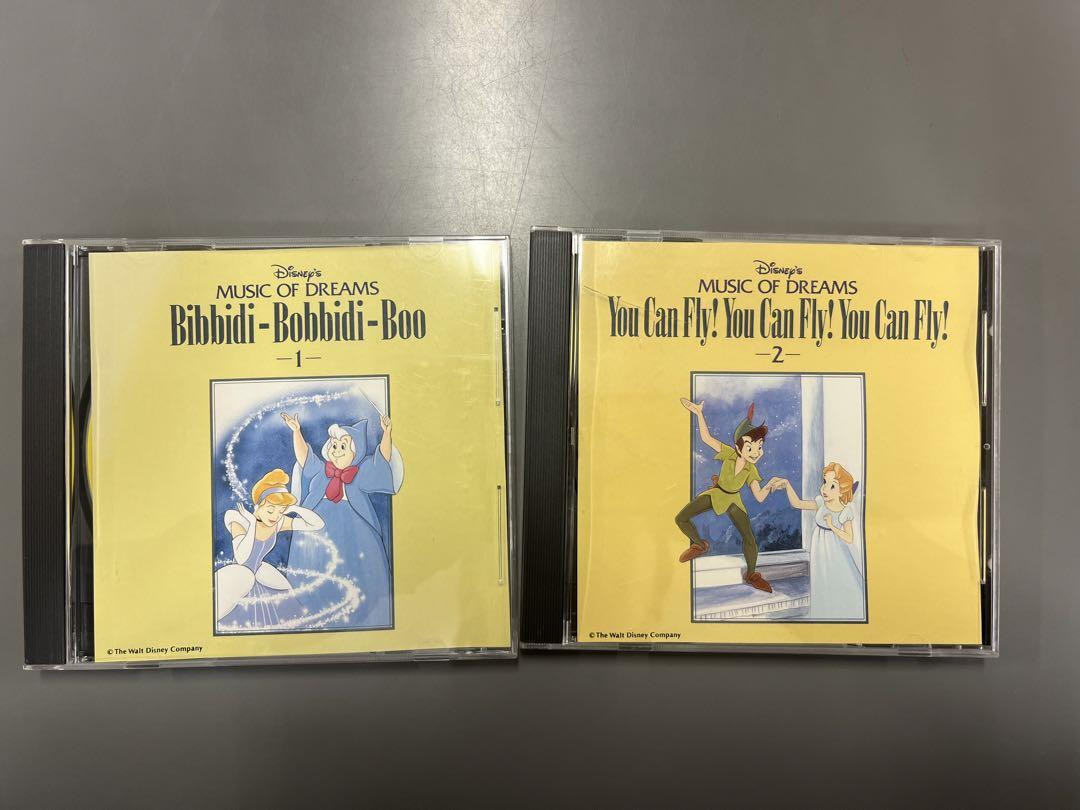 Disney's
MUSIC OF DREAMS
Bibbidi-Bobbidi-Boo
—1—
© The Walt Disney Company
Disney's
MUSIC OF DREAMS
You Can Fly! You Can Fly! You Can Fly!
—2—
© The Walt Disney Company